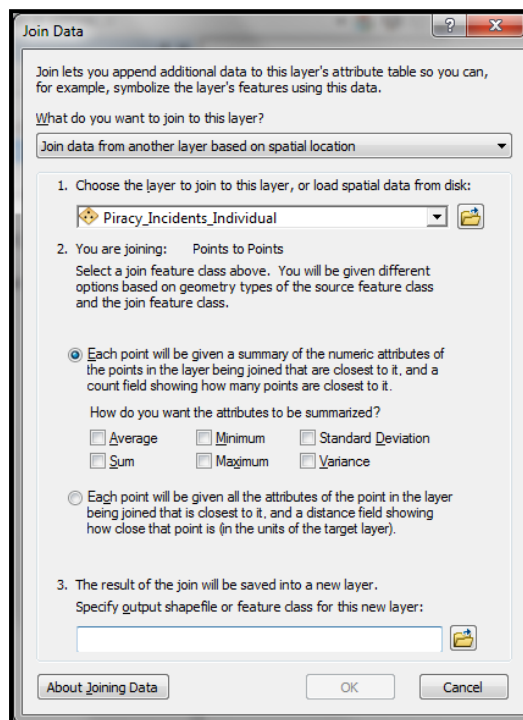 Join Data
Join lets you append additional data to this layer's attribute table so you can,
for example, symbolize the layer's features using this data.
What do you want to join to this layer?
Join data from another layer based on spatial location
1. Choose the layer to join to this layer, or load spatial data from disk:
Piracy_Incidents_Individual
2. You are joining: Points to Points
Select a join feature class above. You will be given different
options based on geometry types of the source feature class
and the join feature class.
Each point will be given a summary of the numeric attributes of
the points in the layer being joined that are closest to it, and a
count field showing how many points are closest to it.
How do you want the attributes to be summarized?
Average Minimum Standard Deviation
Sum Maximum Variance
Each point will be given all the attributes of the point in the layer
being joined that is closest to it, and a distance field showing
how close that point is (in the units of the target layer).
3. The result of the join will be saved into a new layer.
Specify output shapefile or feature class for this new layer:
About Joining Data OK Cancel